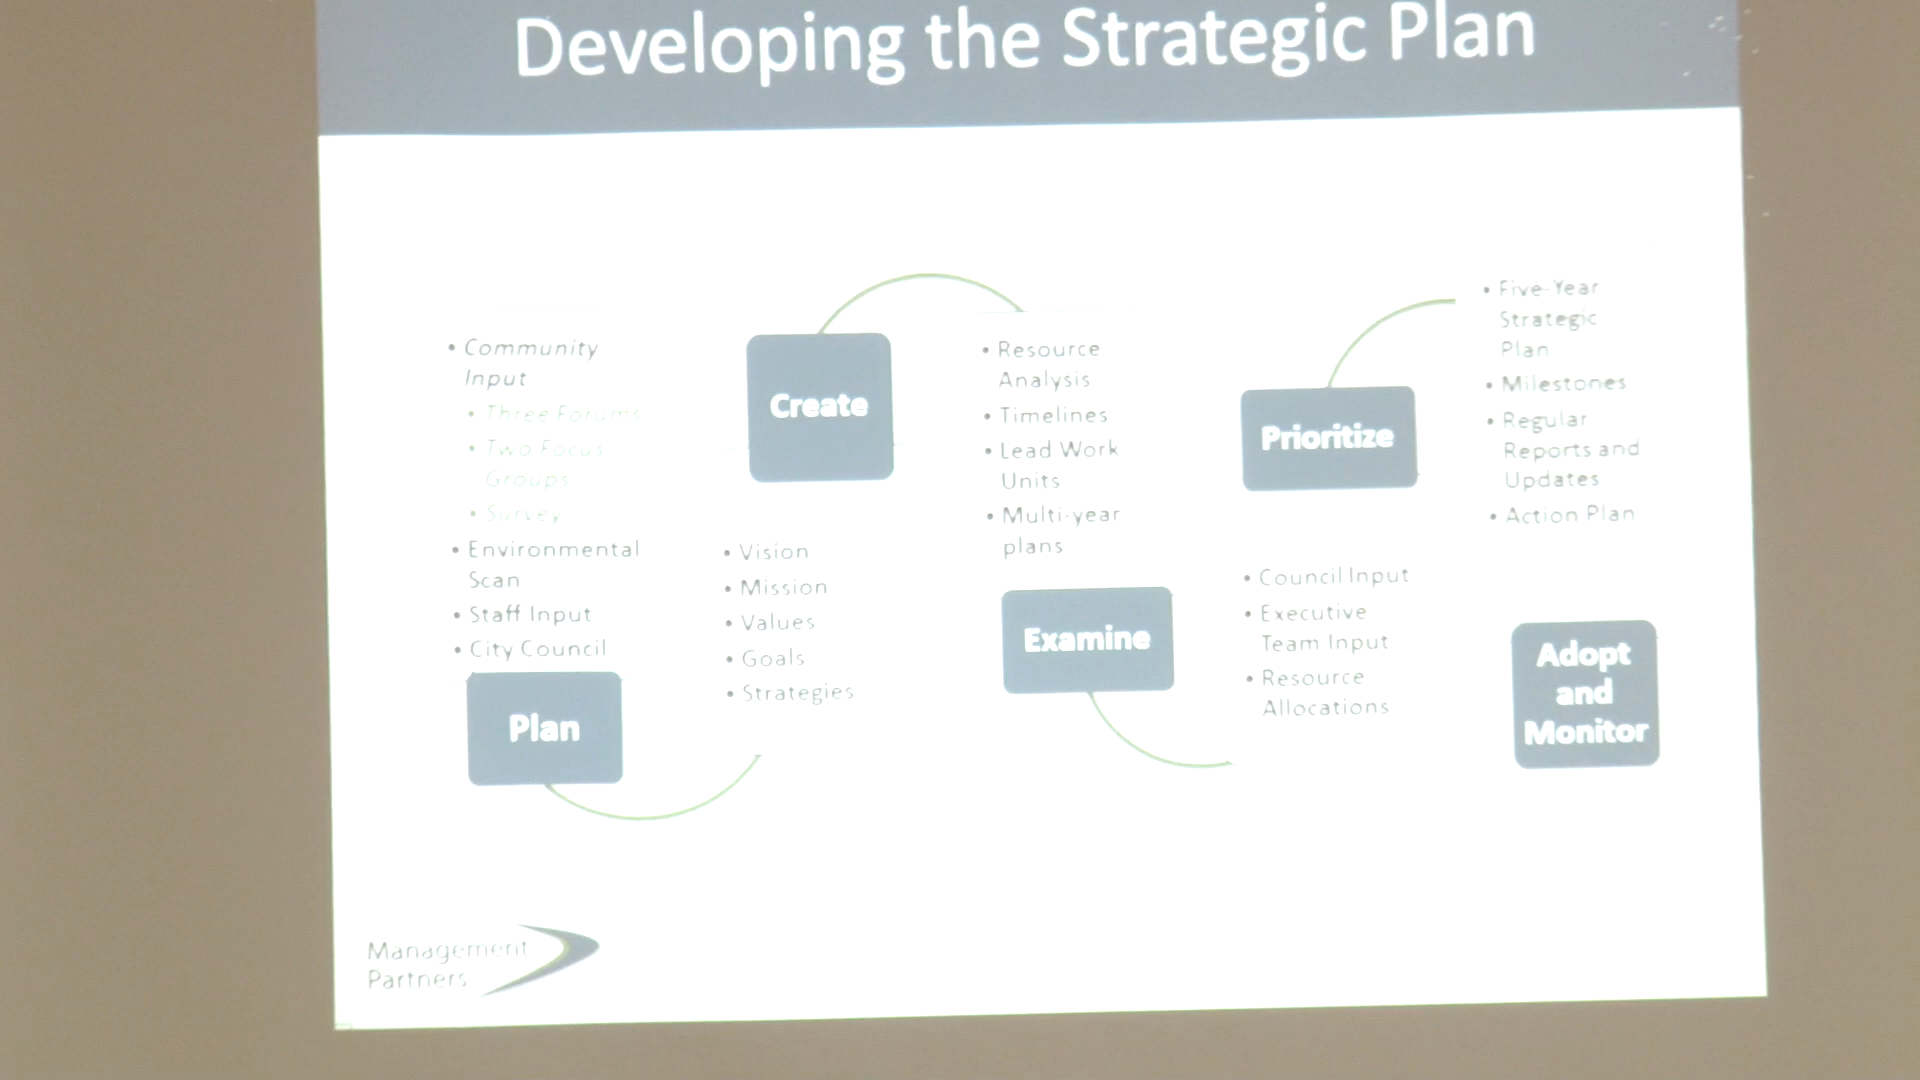 Developing the Strategic Plan
• Community
Input
• Three Forums
• Two Focus
Groups
• Survey
• Environmental
Scan
• Staff Input
• City Council
Plan
Create
• Vision
• Mission
• Values
• Goals
• Strategies
• Resource
Analysis
• Timelines
• Lead Work
Units
• Multi-year
plans
Examine
Prioritize
• Council Input
• Executive
Team Input
• Resource
Allocations
• Five-Year
Strategic
Plan
• Milestones
• Regular
Reports and
Updates
• Action Plan
Adopt
and
Monitor
Management
Partners